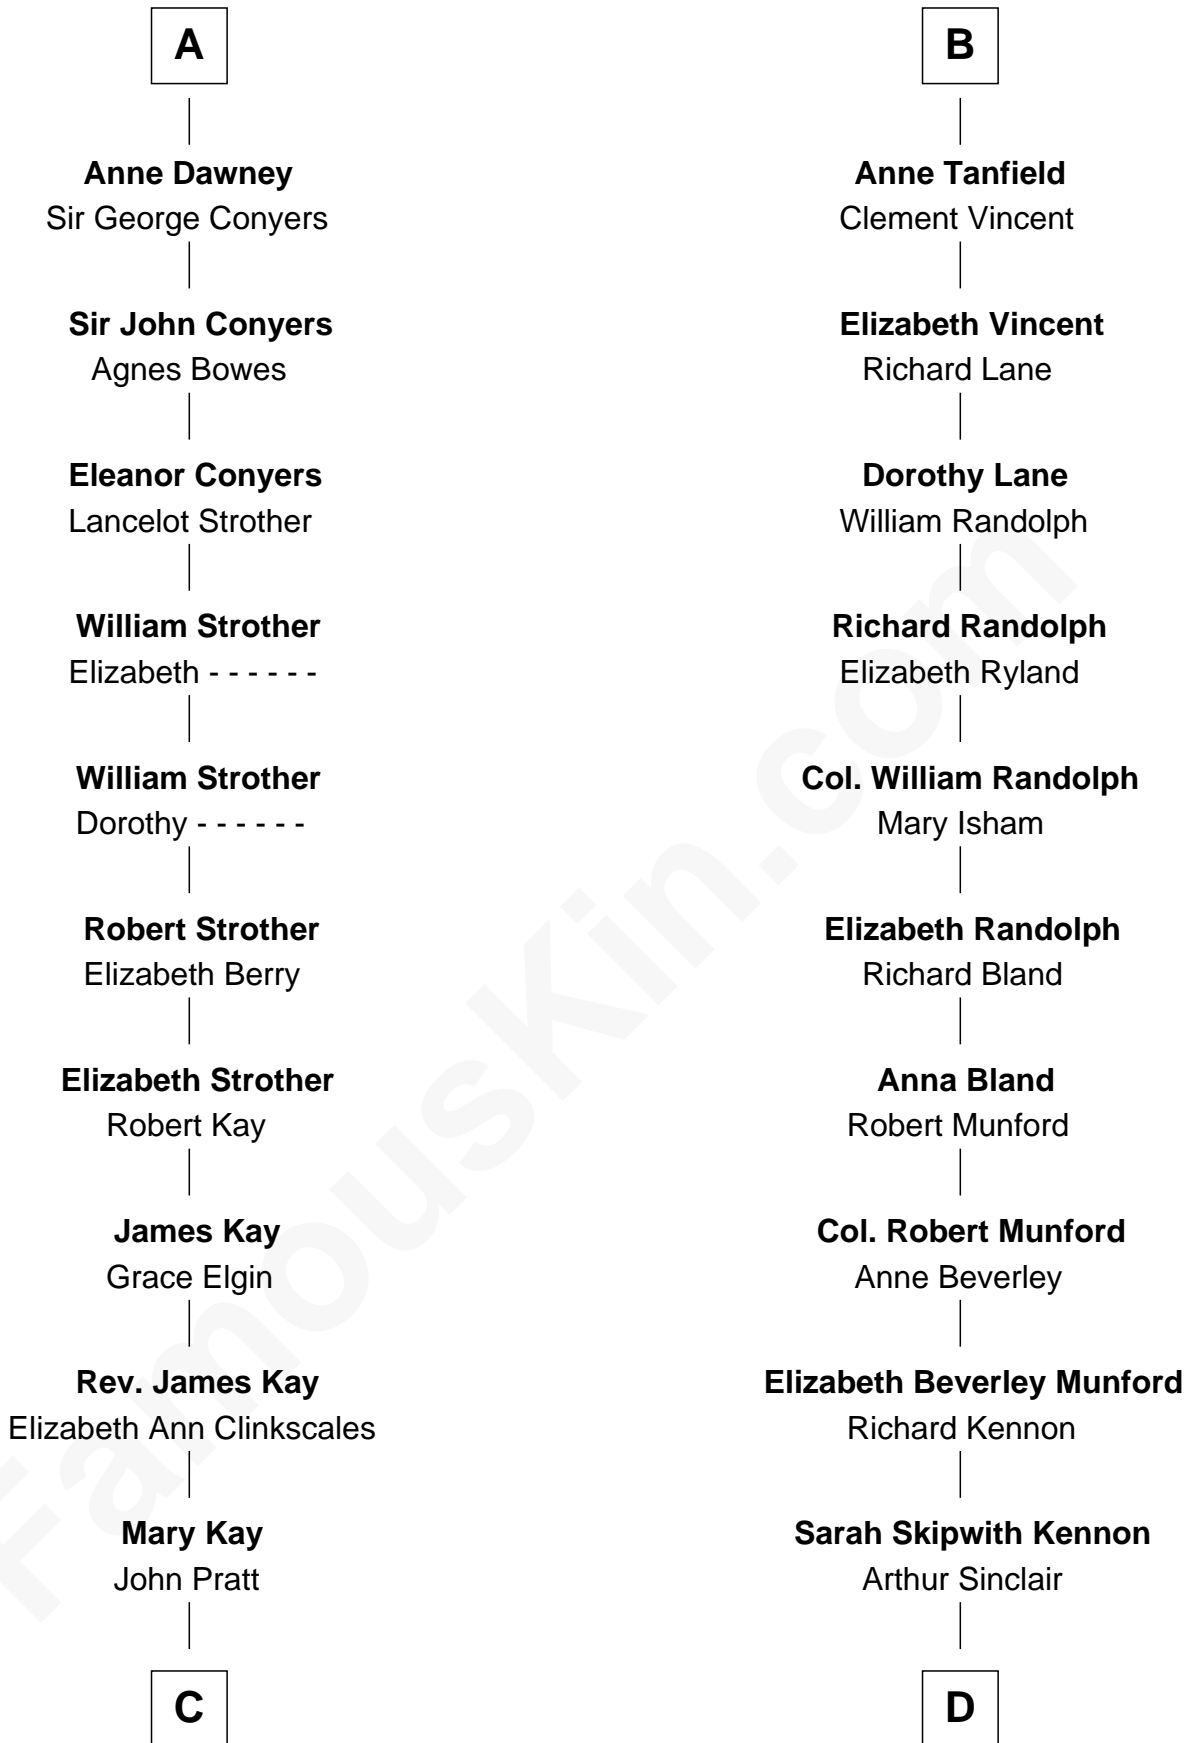 A
Anne Dawney
Sir George Conyers
Sir John Conyers
Agnes Bowes
Eleanor Conyers
Lancelot Strother
William Strother
Elizabeth - - - - - -
William Strother
Dorothy - - - - - -
Robert Strother
Elizabeth Berry
Elizabeth Strother
Robert Kay
James Kay
Grace Elgin
Rev. James Kay
Elizabeth Ann Clinkscales
Mary Kay
John Pratt
C
B
Anne Tanfield
Clement Vincent
Elizabeth Vincent
Richard Lane
Dorothy Lane
William Randolph
Richard Randolph
Elizabeth Ryland
Col. William Randolph
Mary Isham
Elizabeth Randolph
Richard Bland
Anna Bland
Robert Munford
Col. Robert Munford
Anne Beverley
Elizabeth Beverley Munford
Richard Kennon
Sarah Skipwith Kennon
Arthur Sinclair
D
FamousKin.com